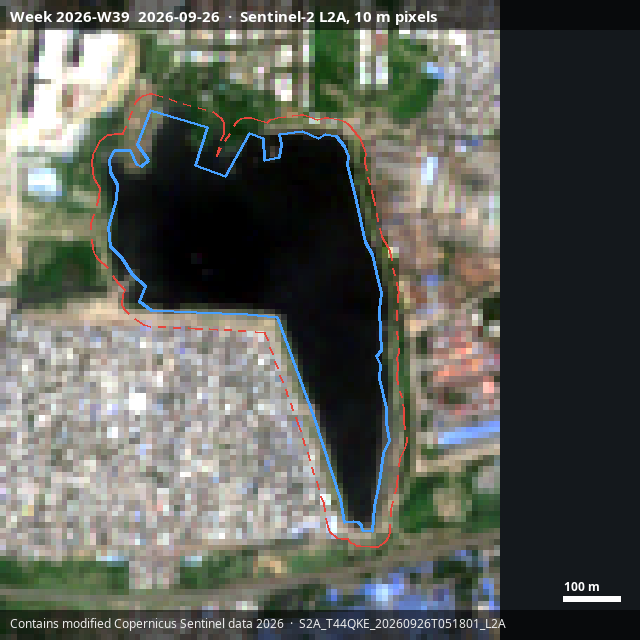 Week 2026-W39  2026-09-26  ·  Sentinel-2 L2A, 10 m pixels
100 m
Contains modified Copernicus Sentinel data 2026  ·  S2A_T44QKE_20260926T051801_L2A